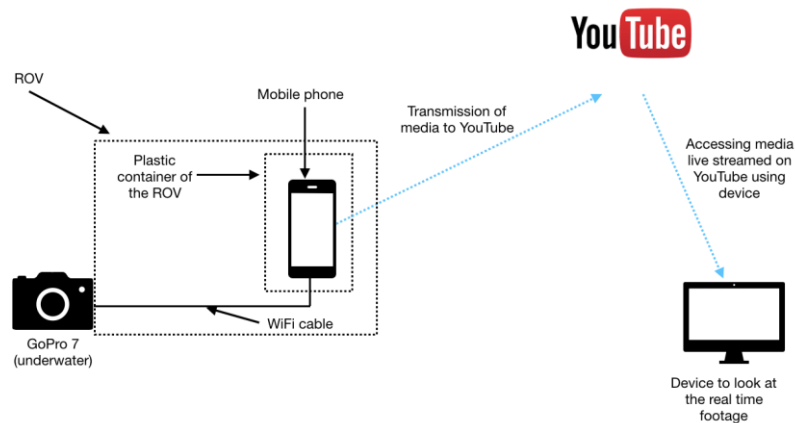 YouTube
ROV
Mobile phone
Transmission of
media to YouTube
Plastic
container of
the ROV
Accessing media
live streamed on
YouTube using
device
WiFi cable
GoPro 7
(underwater)
Device to look at
the real time
footage